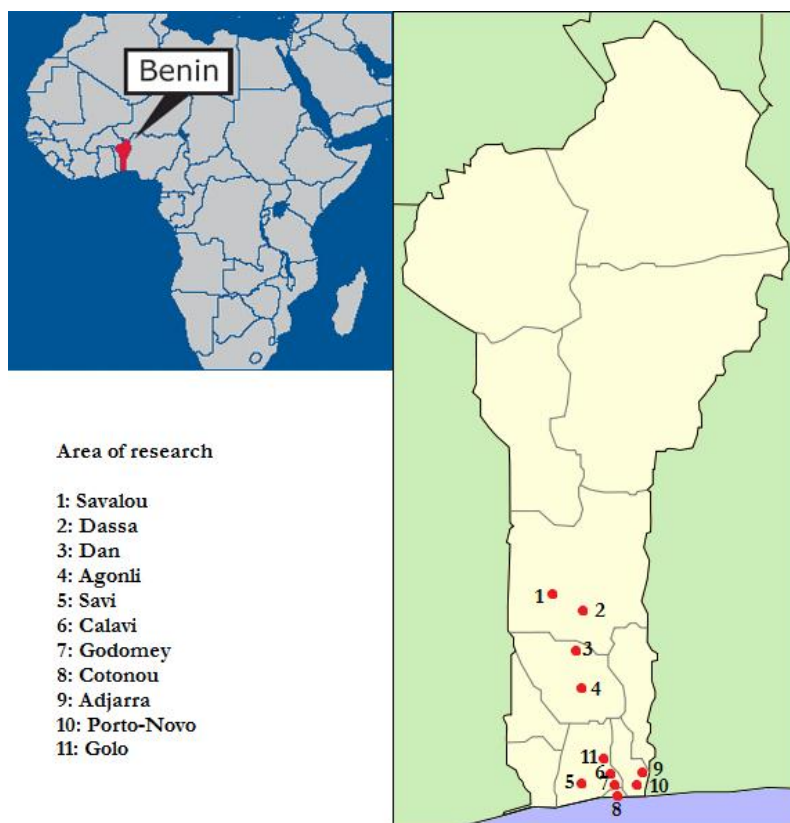 Benin
Area of research
1: Savalou
2: Dassa
3: Dan
4: Agonli
5: Savi
6: Calavi
7: Godomey
8: Cotonou
9: Adjarra
10: Porto-Novo
11: Golo
1
2
3
4
11
6
9
5
7
10
8